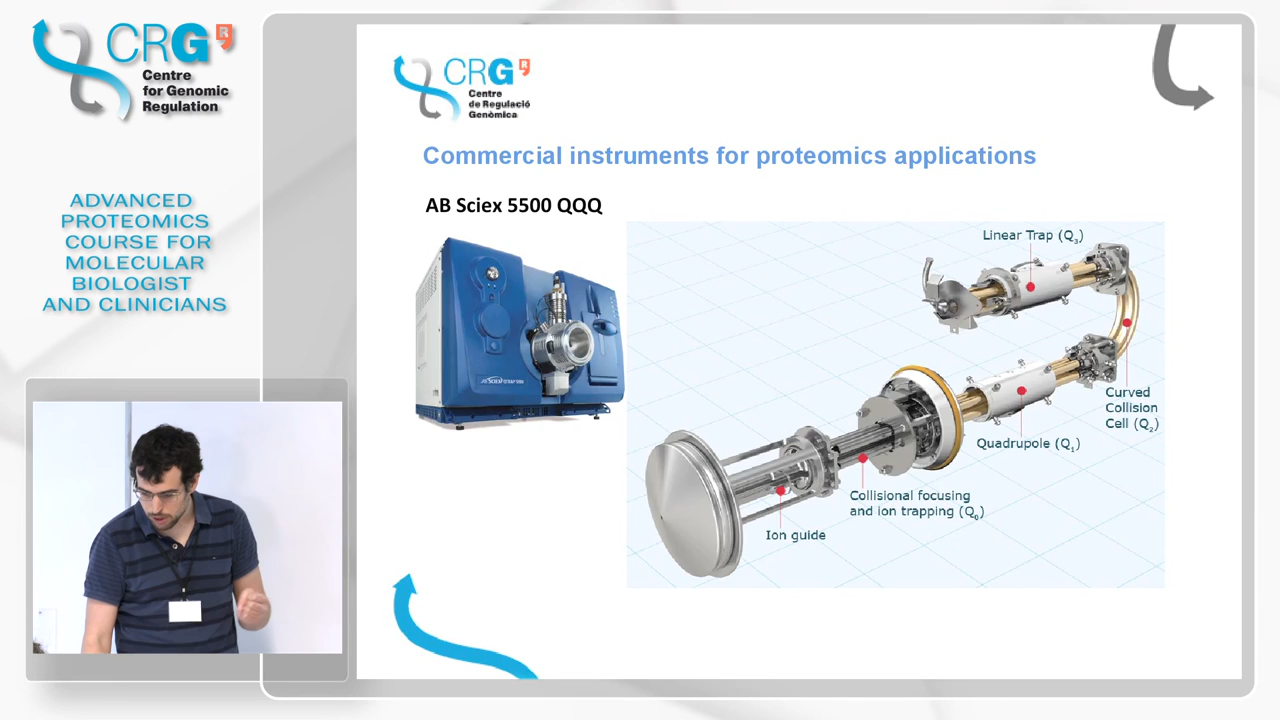 CRG
R
Centre
for Genomic
Regulation
ADVANCED
PROTEOMICS
COURSE FOR
MOLECULAR
BIOLOGIST
AND CLINICIANS
CRG
R
Centre
de Regulació
Genòmica
Commercial instruments for proteomics applications
AB Sciex 5500 QQQ
Linear Trap (Q3)
Curved
Collision
Cell (Q2)
Quadrupole (Q1)
Collisional focusing
and ion trapping (Q0)
Ion guide